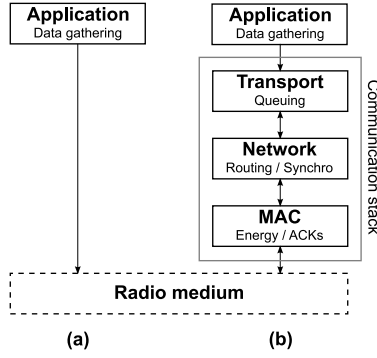 Application
Data gathering
Application
Data gathering
Transport
Queuing
Network
Routing / Synchro
MAC
Energy / ACKs
Communication stack
Radio medium
(a)
(b)